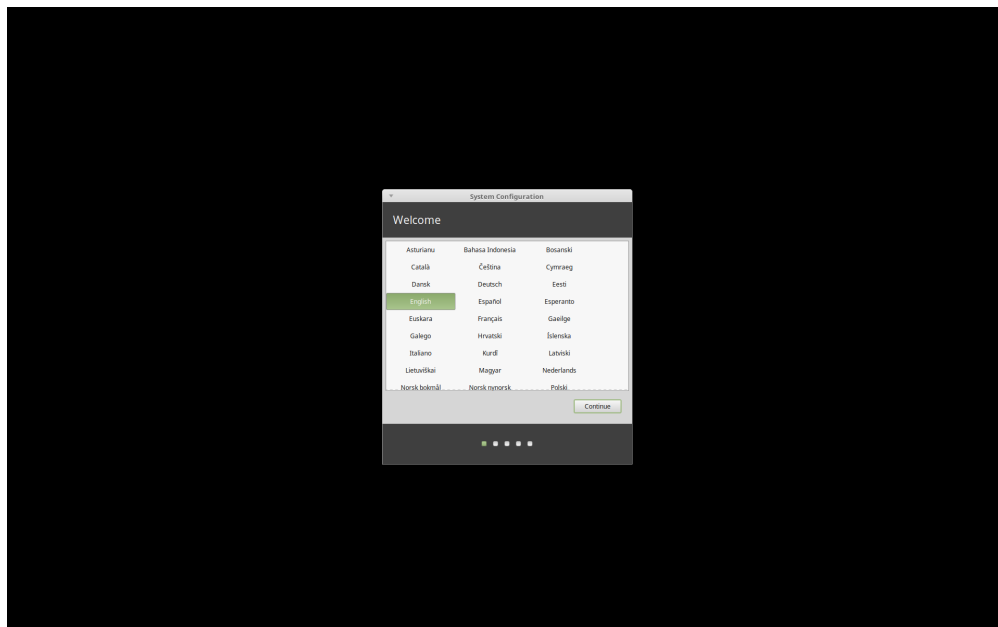 System Configuration
Welcome
Asturianu Bahasa Indonesia Bosanski
Català Čeština Cymraeg
Dansk Deutsch Eesti
English Español Esperanto
Euskara Français Gaeilge
Galego Hrvatski Íslenska
Italiano Kurdî Latviski
Lietuviškai Magyar Nederlands
Norsk bokmål Norsk nynorsk Polski
Continue